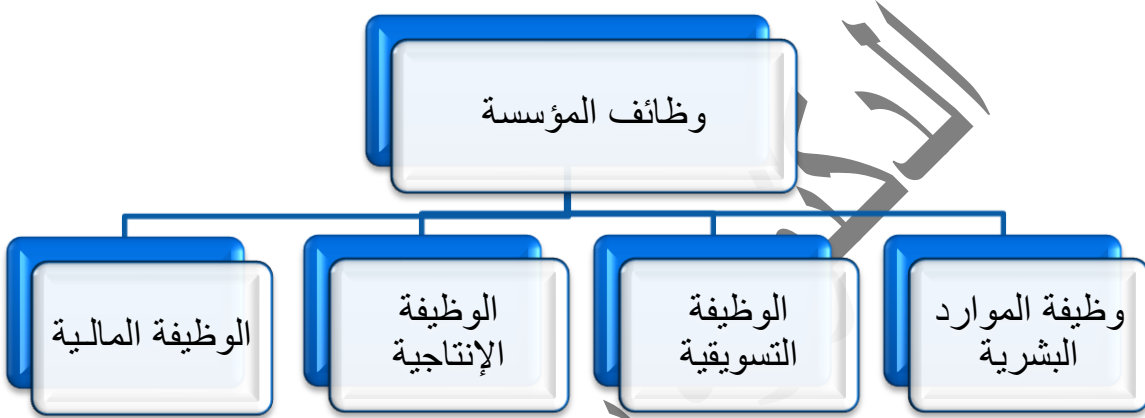 وظائف المؤسسة
وظيفة الموارد
البشرية
الوظيفة
التسويقية
الوظيفة
الإنتاجية
الوظيفة المالية